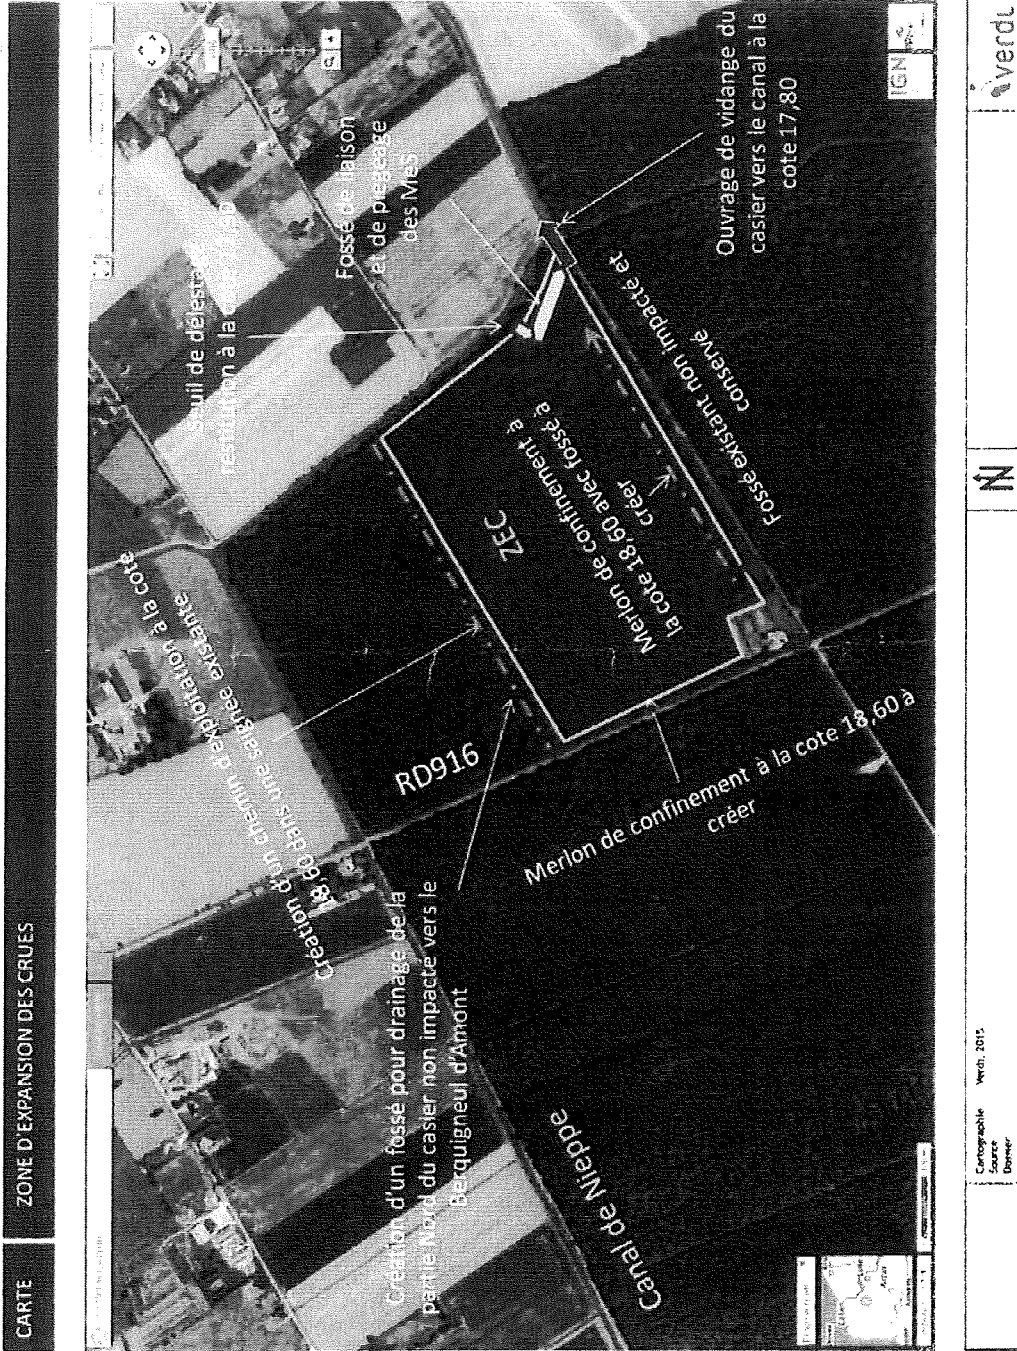 CARTE
ZONE D'EXPANSION DES CRUES
Création d'un chemin d'exploitation à la cote
18,60 dans une saignée existante
Seuil de délestage
restitution à la
Fossé de liaison
et de piégeage
des MeS
Création d'un fossé pour drainage de la
partie Nord du casier non impacté vers le
Berquigneul d'Amont
RD916
ZEC
Merlon de confinement à
la cote 18,60 avec fossé à
créer
Ouvrage de vidange du
casier vers le canal à la
cote 17,80
Fossé existant non impacté et
conservé
Merlon de confinement à la cote 18,60 à
créer
Canal de Nieppe
IGN
Cartographie Verdi, 2015
Source
Dossier
N
verdi